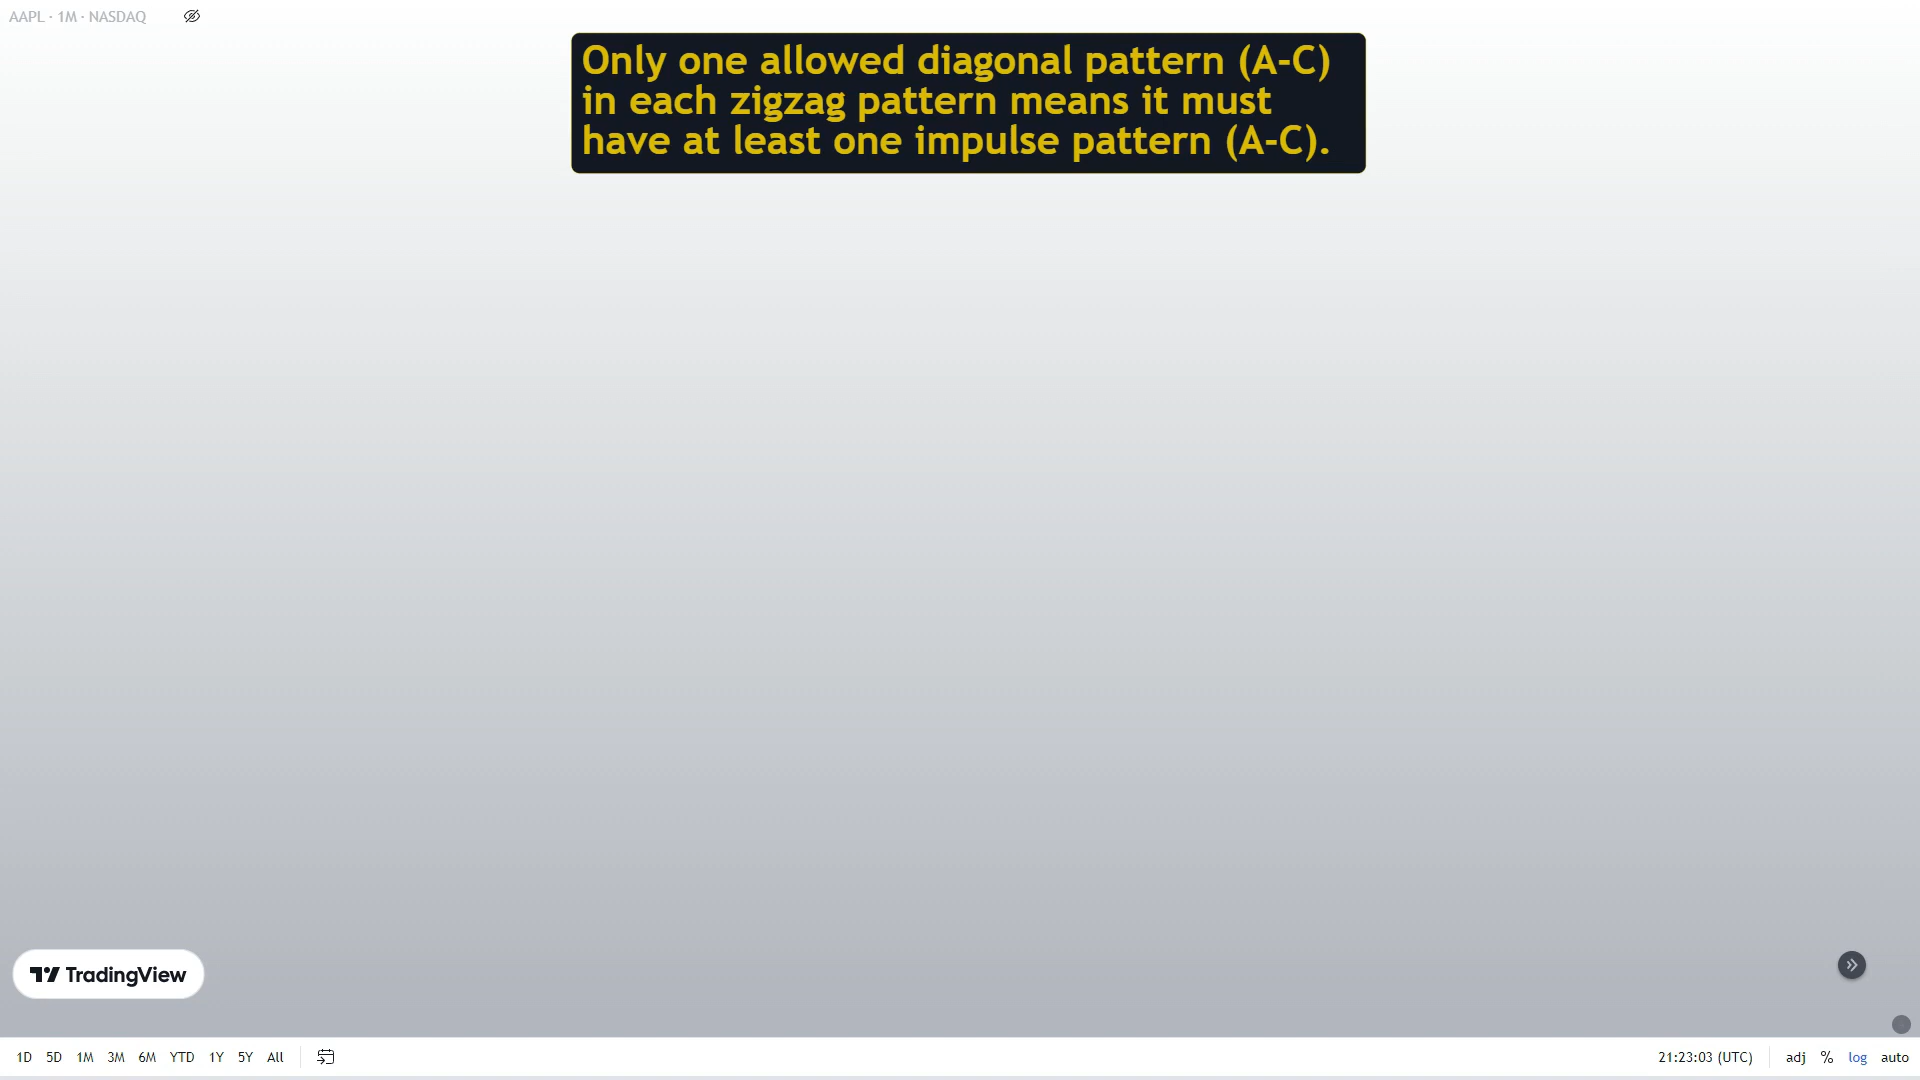 AAPL · 1M · NASDAQ
Only one allowed diagonal pattern (A-C)
in each zigzag pattern means it must
have at least one impulse pattern (A-C).
TradingView
1D 5D 1M 3M 6M YTD 1Y 5Y All 21:23:03 (UTC) adj % log auto